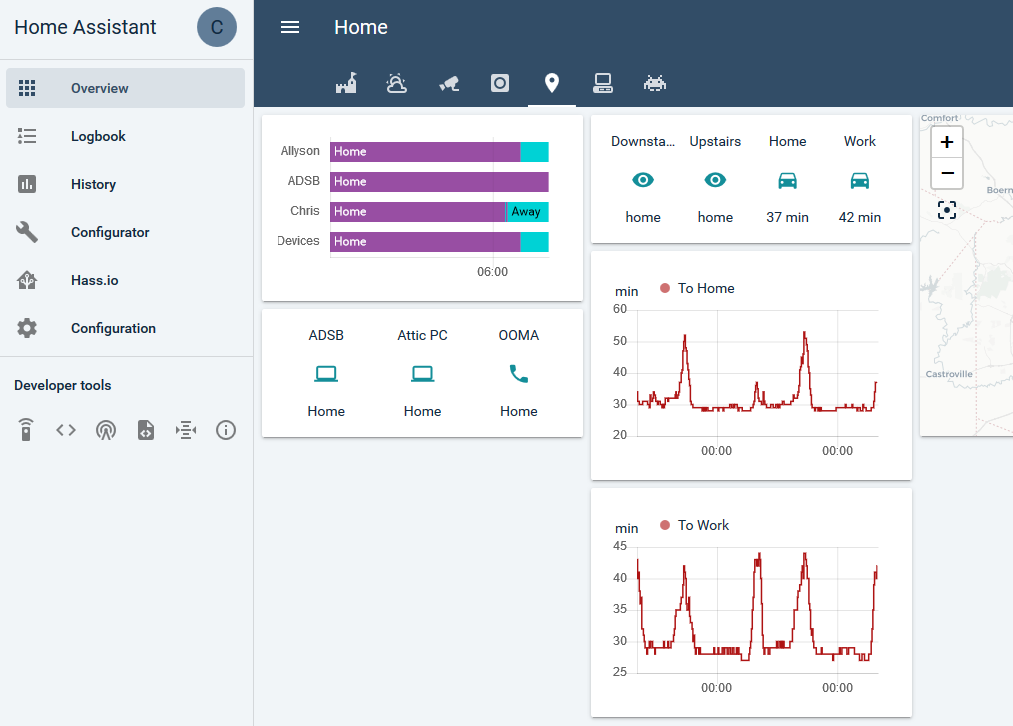 Home Assistant
C
Home
Overview
Logbook
History
Configurator
Hass.io
Configuration
Developer tools
Allyson
Home
ADSB
Home
Chris
Home
Away
Devices
Home
06:00
ADSB
Attic PC
OOMA
Home
Home
Home
Downsta...
Upstairs
Home
Work
home
home
37 min
42 min
min
To Home
60
50
40
30
20
00:00
00:00
min
To Work
45
40
35
30
25
00:00
00:00
Comfort
+
−
Boern
Castroville